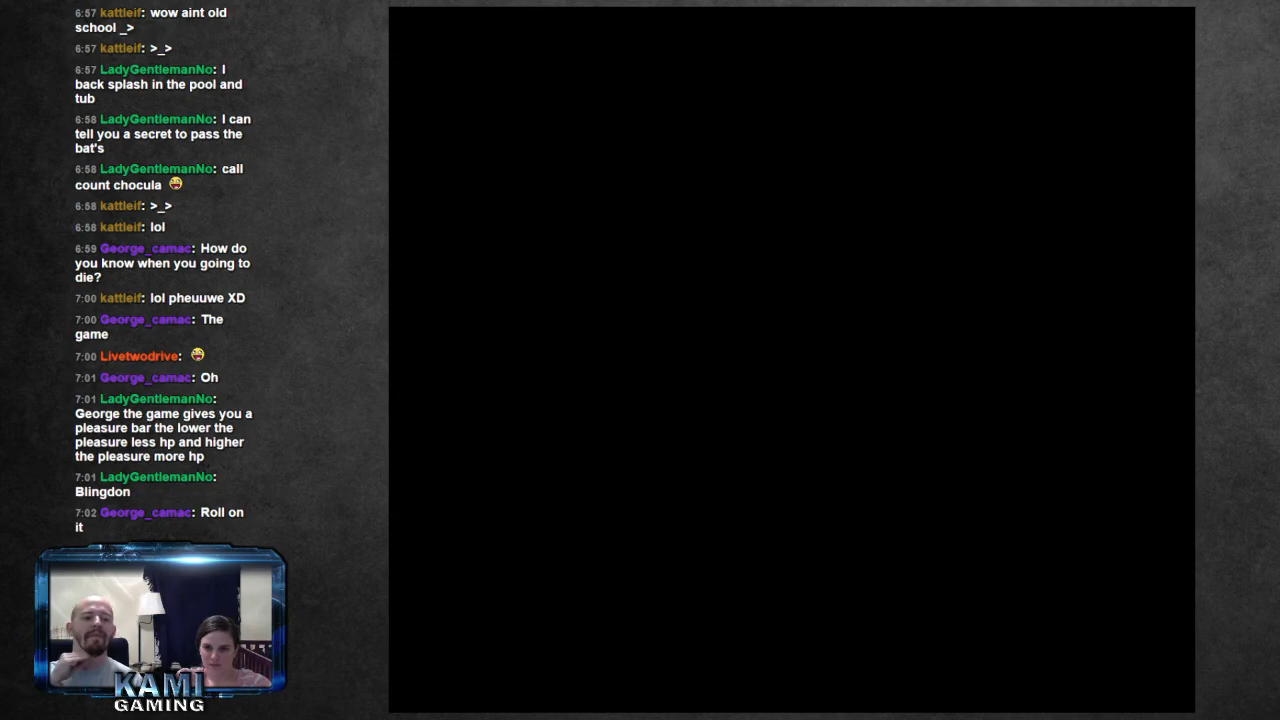 6:57 kattleif: wow aint old
school _>
6:57 kattleif: >_>
6:57 LadyGentlemanNo: I
back splash in the pool and
tub
6:58 LadyGentlemanNo: I can
tell you a secret to pass the
bat's
6:58 LadyGentlemanNo: call
count chocula
6:58 kattleif: >_>
6:58 kattleif: lol
6:59 George_camac: How do
you know when you going to
die?
7:00 kattleif: lol pheuuwe XD
7:00 George_camac: The
game
7:00 Livetwodrive:
7:01 George_camac: Oh
7:01 LadyGentlemanNo:
George the game gives you a
pleasure bar the lower the
pleasure less hp and higher
the pleasure more hp
7:01 LadyGentlemanNo:
Blingdon
7:02 George_camac: Roll on
it
KAMI
GAMING